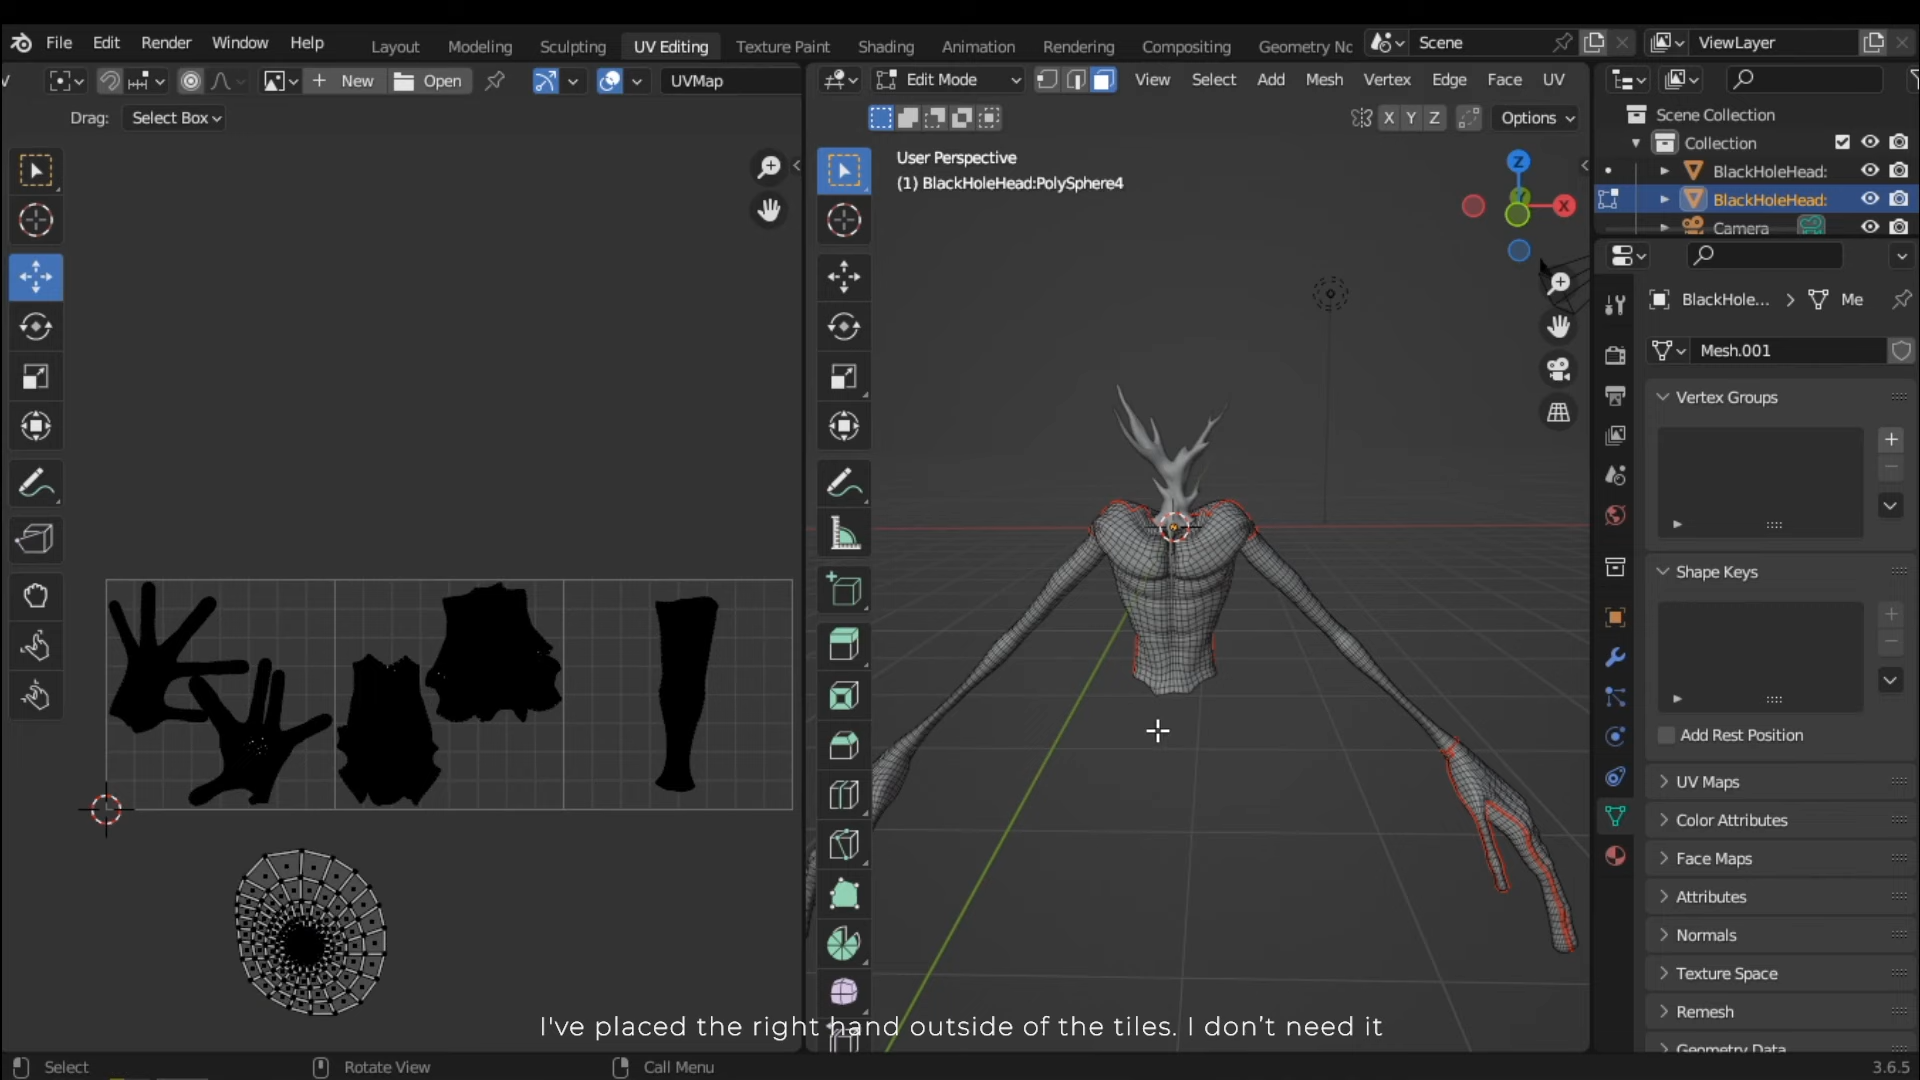 File Edit Render Window Help Layout Modeling Sculpting UV Editing Texture Paint Shading Animation Rendering Compositing Geometry Nc Scene ViewLayer
New Open UVMap Edit Mode View Select Add Mesh Vertex Edge Face UV
Drag: Select Box X Y Z Options
Scene Collection
Collection
User Perspective
(1) BlackHoleHead:PolySphere4
BlackHoleHead:
BlackHoleHead:
Camera
Z
Y
X
BlackHole... Me
Mesh.001
Vertex Groups
Shape Keys
Add Rest Position
UV Maps
Color Attributes
Face Maps
Attributes
Normals
Texture Space
Remesh
Geometry Data
I've placed the right hand outside of the tiles. I don't need it
Select Rotate View Call Menu 3.6.5